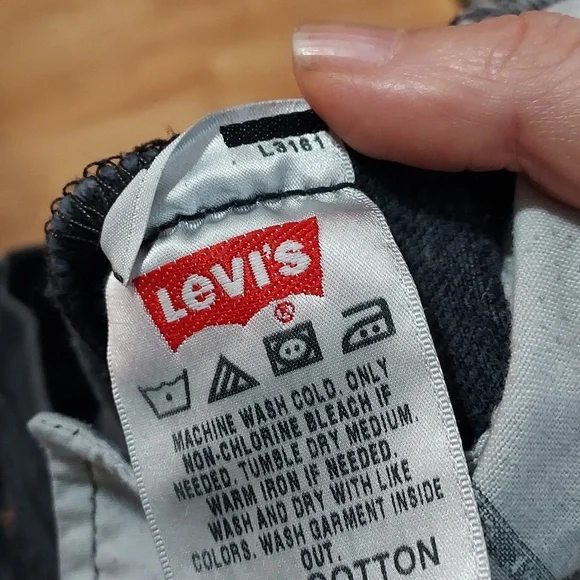 L3161
Levi's
®
MACHINE WASH COLD. ONLY
NON-CHLORINE BLEACH IF
NEEDED. TUMBLE DRY MEDIUM.
WARM IRON IF NEEDED.
WASH AND DRY WITH LIKE
COLORS. WASH GARMENT INSIDE
OUT.
COTTON